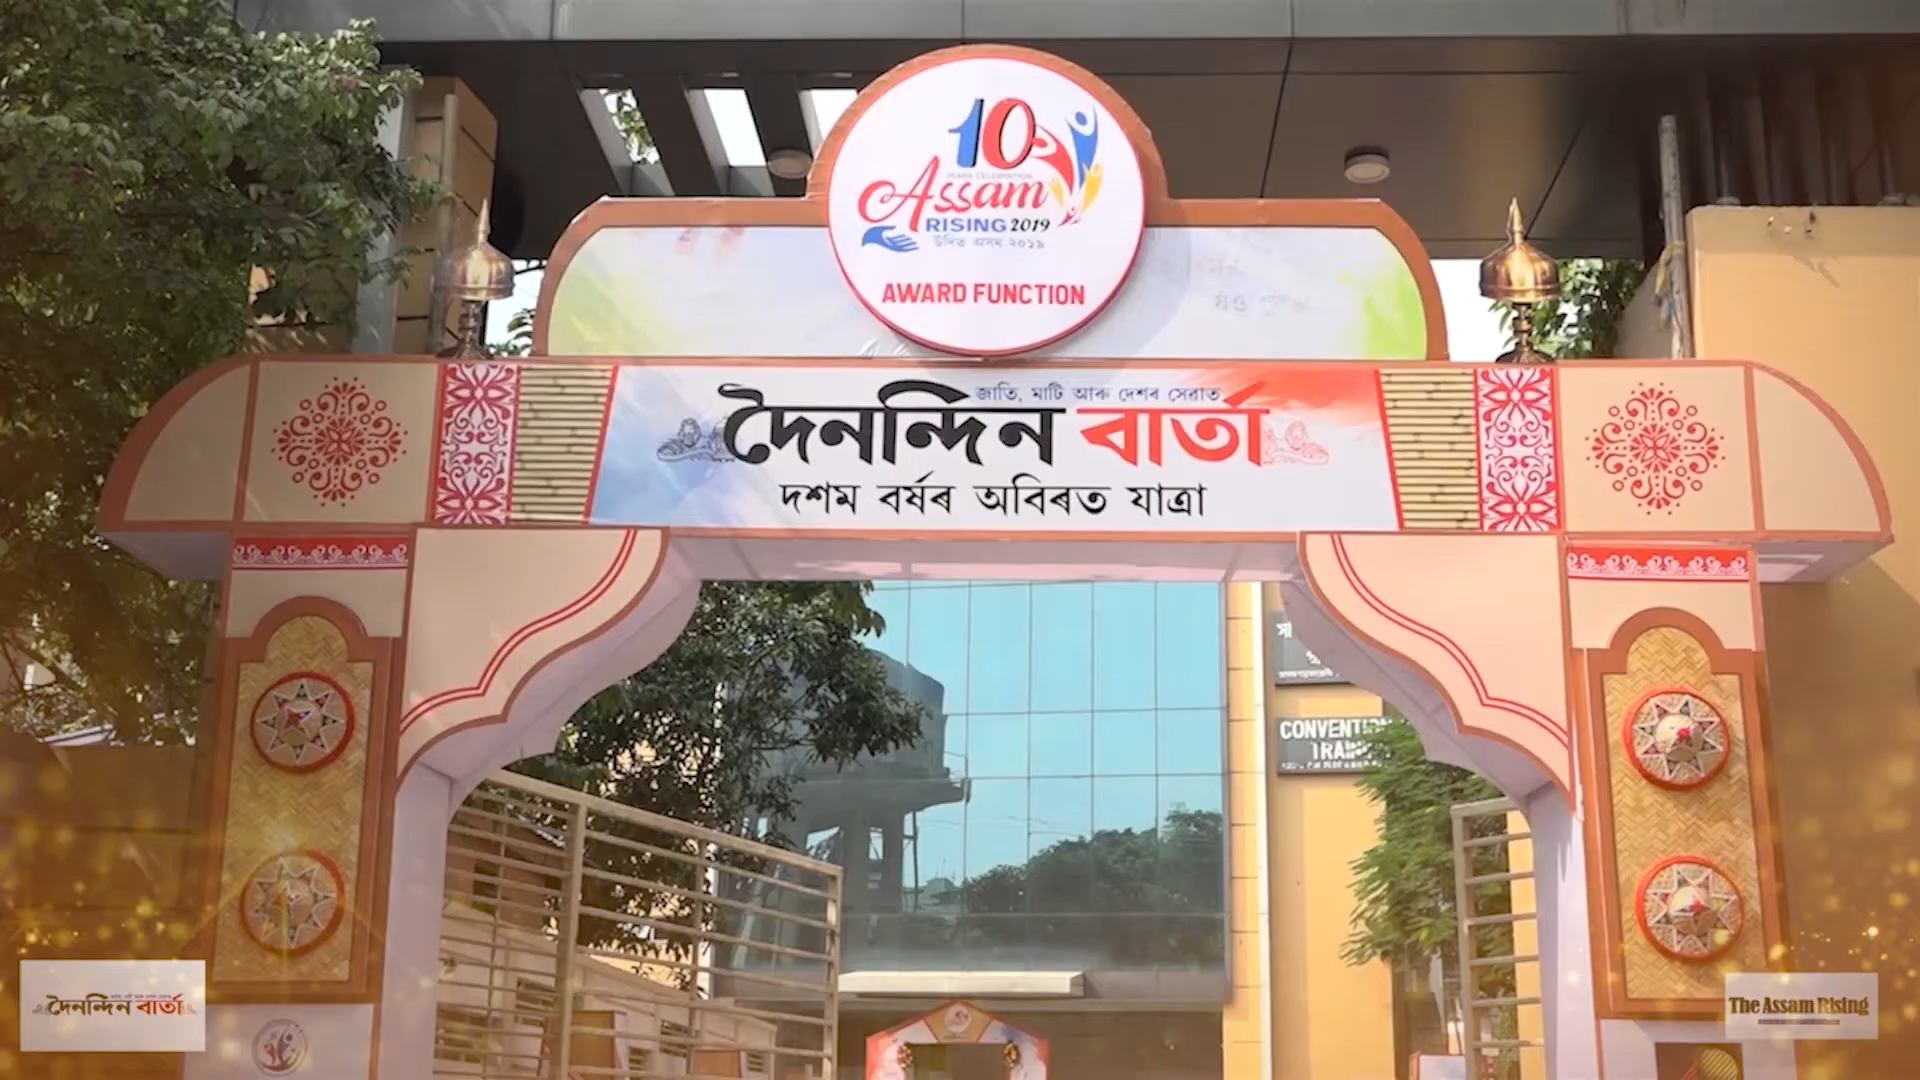 10
YEARS CELEBRATION
Assam
RISING 2019
উদিত অসম ২০১৯
AWARD FUNCTION
জাতি, মাটি আৰু দেশৰ সেৱাত
দৈনন্দিন বাৰ্তা
দশম বৰ্ষৰ অবিৰত যাত্ৰা
CONVENTION
দৈনন্দিন বাৰ্তা
The Assam Rising